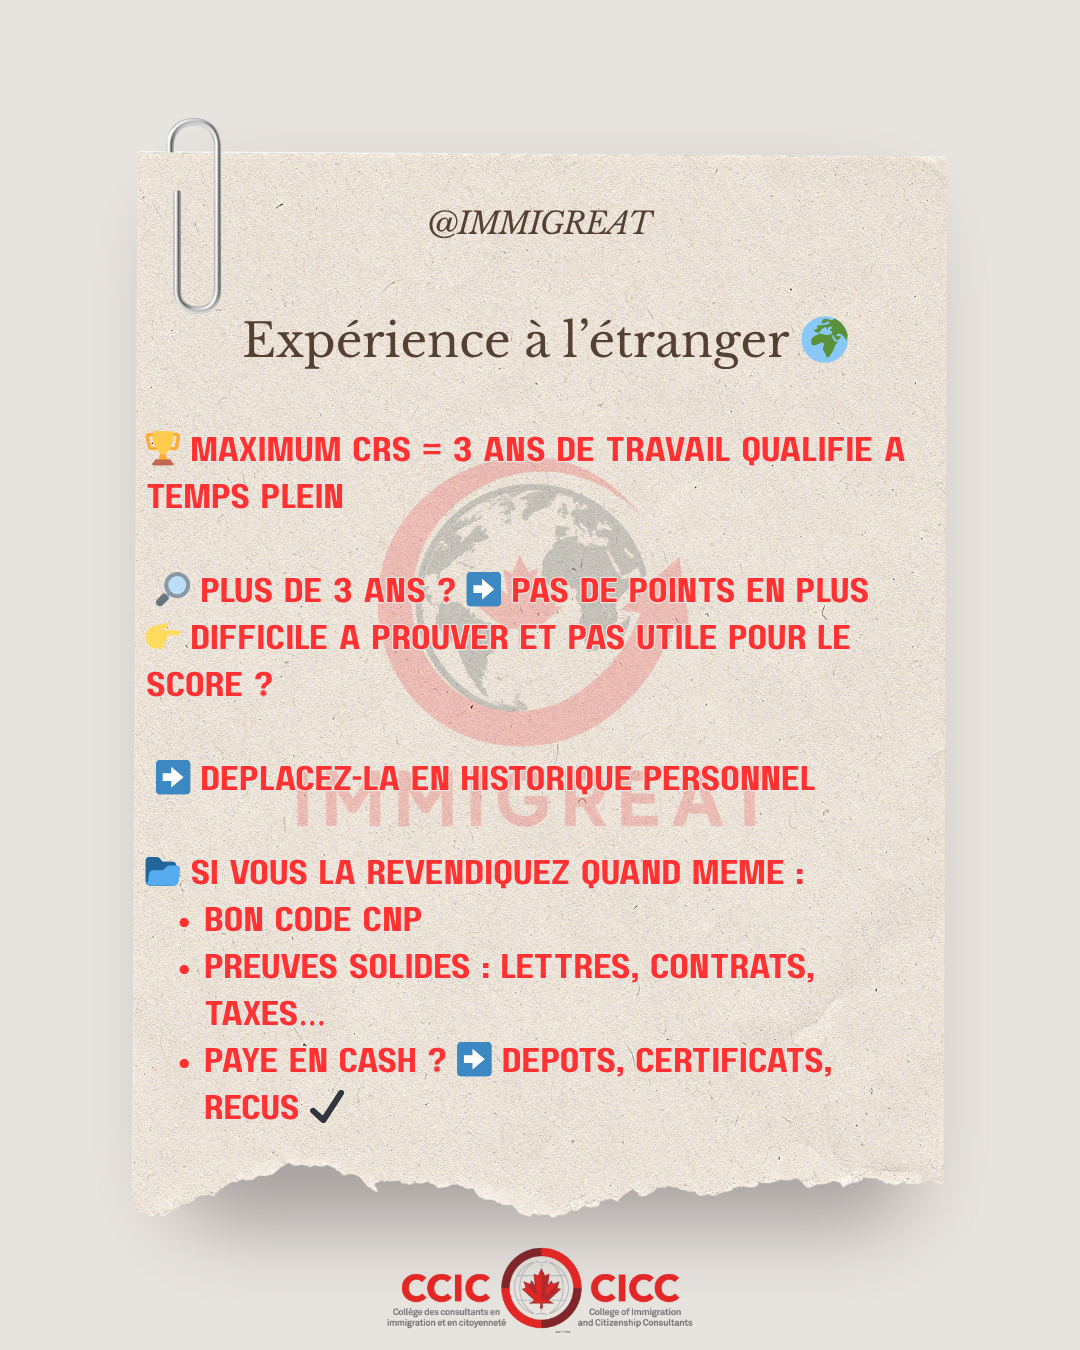 @IMMIGREAT
Expérience à l'étranger 🌍
🏆 MAXIMUM CRS = 3 ANS DE TRAVAIL QUALIFIE A
TEMPS PLEIN
🔎 PLUS DE 3 ANS ? ➡️ PAS DE POINTS EN PLUS
👉 DIFFICILE A PROUVER ET PAS UTILE POUR LE
SCORE ?
➡️ DEPLACEZ-LA EN HISTORIQUE PERSONNEL
IMMIGREAT
📂 SI VOUS LA REVENDIQUEZ QUAND MEME :
• BON CODE CNP
• PREUVES SOLIDES : LETTRES, CONTRATS,
TAXES...
• PAYE EN CASH ? ➡️ DEPOTS, CERTIFICATS,
RECUS ✔️
CCIC CICC
Collège des consultants en College of Immigration
immigration et en citoyenneté and Citizenship Consultants